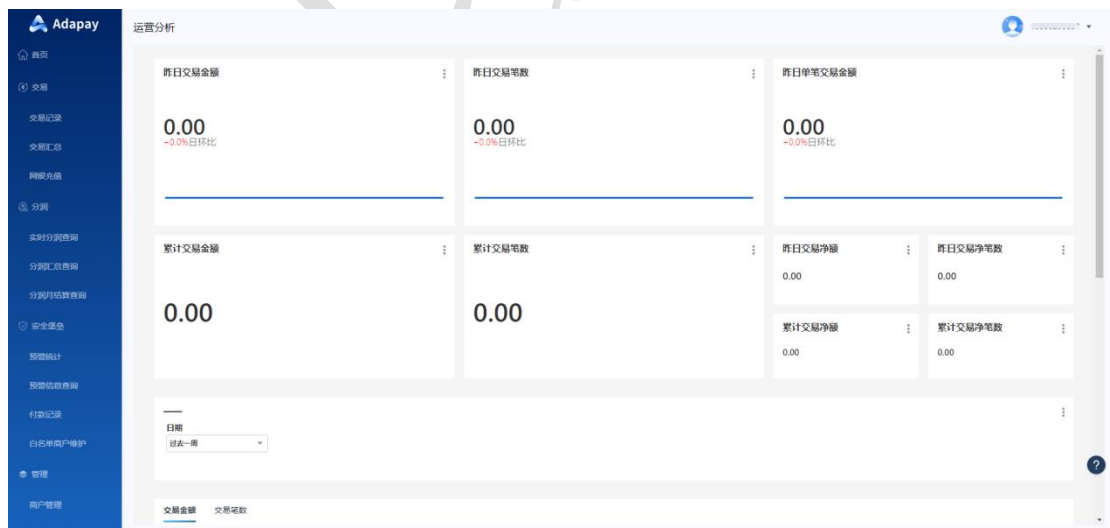 Adapay
运营分析
首页
交易
交易记录
交易汇总
网银充值
分润
实时分润查询
分润汇总查询
分润月结算查询
安全堡垒
预警统计
预警信息查询
付款记录
白名单商户维护
管理
商户管理
昨日交易金额
0.00
+0.0%日环比
昨日交易笔数
0.00
+0.0%日环比
昨日单笔交易金额
0.00
+0.0%日环比
累计交易金额
0.00
累计交易笔数
0.00
昨日交易净额
0.00
昨日交易净笔数
0.00
累计交易净额
0.00
累计交易净笔数
0.00
日期
过去一周
?
交易金额 交易笔数